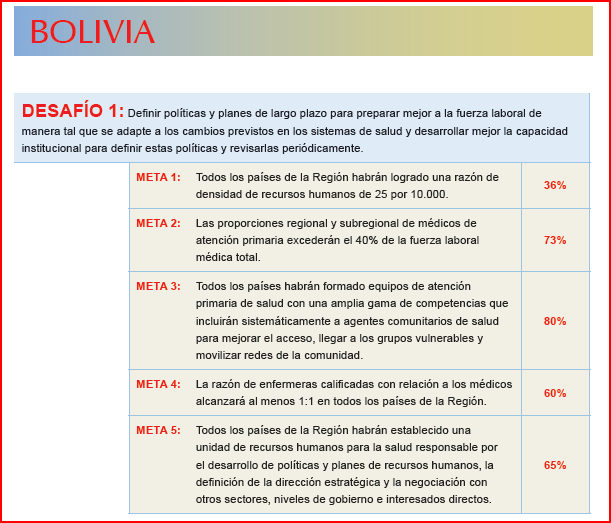 BOLIVIA
DESAFÍO 1: Definir políticas y planes de largo plazo para preparar mejor a la fuerza laboral de
manera tal que se adapte a los cambios previstos en los sistemas de salud y desarrollar mejor la capacidad
institucional para definir estas políticas y revisarlas periódicamente.
META 1: Todos los países de la Región habrán logrado una razón de
densidad de recursos humanos de 25 por 10.000.
36%
META 2: Las proporciones regional y subregional de médicos de
atención primaria excederán el 40% de la fuerza laboral
médica total.
73%
META 3: Todos los países habrán formado equipos de atención
primaria de salud con una amplia gama de competencias que
incluirán sistemáticamente a agentes comunitarios de salud
para mejorar el acceso, llegar a los grupos vulnerables y
movilizar redes de la comunidad.
80%
META 4: La razón de enfermeras calificadas con relación a los médicos
alcanzará al menos 1:1 en todos los países de la Región.
60%
META 5: Todos los países de la Región habrán establecido una
unidad de recursos humanos para la salud responsable por
el desarrollo de políticas y planes de recursos humanos, la
definición de la dirección estratégica y la negociación con
otros sectores, niveles de gobierno e interesados directos.
65%